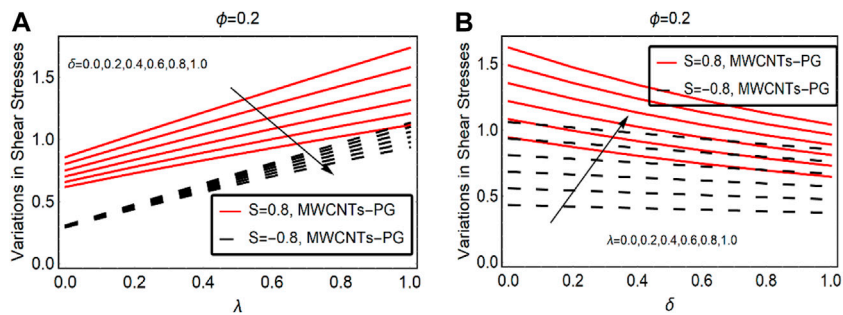 A
ϕ=0.2
Variations in Shear Stresses
1.5
1.0
0.5
0.0
δ=0.0,0.2,0.4,0.6,0.8,1.0
S=0.8, MWCNTs-PG
S=-0.8, MWCNTs-PG
0.0 0.2 0.4 0.6 0.8 1.0
λ
B
ϕ=0.2
Variations in Shear Stresses
1.5
1.0
0.5
0.0
S=0.8, MWCNTs-PG
S=-0.8, MWCNTs-PG
λ=0.0,0.2,0.4,0.6,0.8,1.0
0.0 0.2 0.4 0.6 0.8 1.0
δ